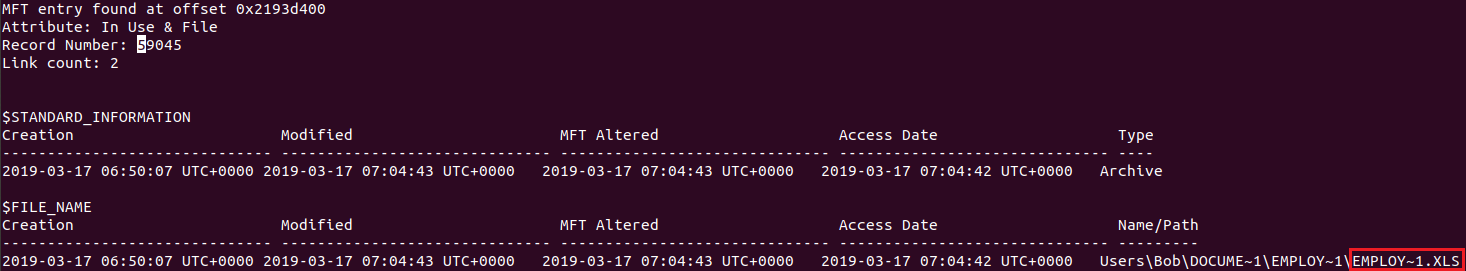 MFT entry found at offset 0x2193d400
Attribute: In Use & File
Record Number: 59045
Link count: 2
$STANDARD_INFORMATION
Creation Modified MFT Altered Access Date Type
------------------------------ ------------------------------ ------------------------------ ------------------------------ ----
2019-03-17 06:50:07 UTC+0000 2019-03-17 07:04:43 UTC+0000 2019-03-17 07:04:43 UTC+0000 2019-03-17 07:04:42 UTC+0000 Archive
$FILE_NAME
Creation Modified MFT Altered Access Date Name/Path
------------------------------ ------------------------------ ------------------------------ ------------------------------ ---------
2019-03-17 06:50:07 UTC+0000 2019-03-17 07:04:43 UTC+0000 2019-03-17 07:04:43 UTC+0000 2019-03-17 07:04:42 UTC+0000 Users\Bob\DOCUME~1\EMPLOY~1\EMPLOY~1.XLS